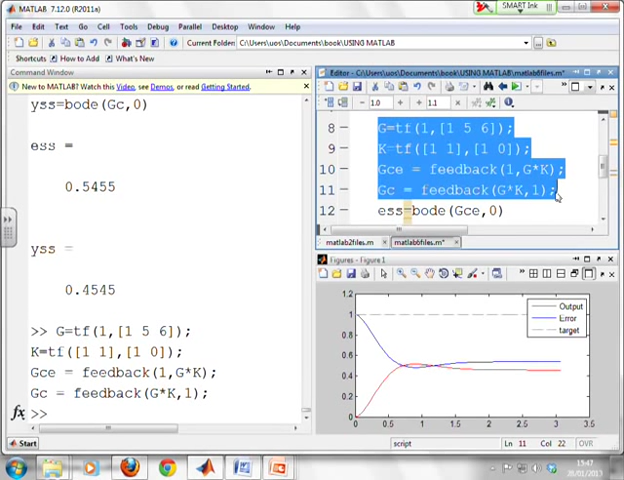 MATLAB 7.12.0 (R2011a)
SMART Ink
File Edit Text Go Cell Tools Debug Parallel Desktop Window Help
Current Folder: C:\Users\uos\Documents\book\USING MATLAB
Shortcuts How to Add What's New
Command Window
New to MATLAB? Watch this Video, see Demos, or read Getting Started.
yss=bode(Gc,0)
ess =
0.5455
yss =
0.4545
>> G=tf(1,[1 5 6]);
K=tf([1 1],[1 0]);
Gce = feedback(1,G*K);
Gc = feedback(G*K,1);
fx >>
Editor - C:\Users\uos\Documents\book\USING MATLAB\matlab6files.m*
- 1.0 + ÷ 1.1 ×
8 - G=tf(1,[1 5 6]);
9 - K=tf([1 1],[1 0]);
10 - Gce = feedback(1,G*K);
11 - Gc = feedback(G*K,1);
12 - ess=bode(Gce,0)
matlab2files.m × matlab6files.m* ×
Figures - Figure 1
1.2
1
0.8
0.6
0.4
0.2
0
0 0.5 1 1.5 2 2.5 3 3.5
Output
Error
target
Start
script
Ln 11 Col 22 OVR
15:47
28/01/2013